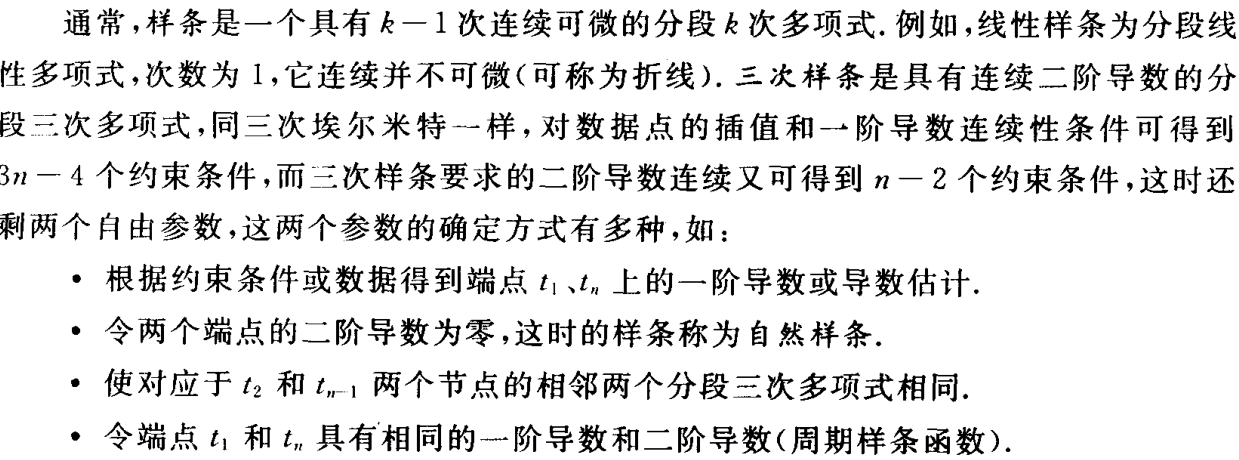 通常,样条是一个具有 k－1 次连续可微的分段 k 次多项式. 例如,线性样条为分段线
性多项式,次数为 1,它连续并不可微(可称为折线). 三次样条是具有连续二阶导数的分
段三次多项式,同三次埃尔米特一样,对数据点的插值和一阶导数连续性条件可得到
3n－4 个约束条件,而三次样条要求的二阶导数连续又可得到 n－2 个约束条件,这时还
剩两个自由参数,这两个参数的确定方式有多种,如:
• 根据约束条件或数据得到端点 t₁、tₙ 上的一阶导数或导数估计.
• 令两个端点的二阶导数为零,这时的样条称为自然样条.
• 使对应于 t₂ 和 tₙ₋₁ 两个节点的相邻两个分段三次多项式相同.
• 令端点 t₁ 和 tₙ 具有相同的一阶导数和二阶导数(周期样条函数).